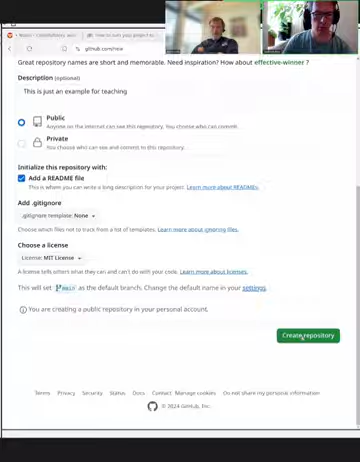 github.com/new
Great repository names are short and memorable. Need inspiration? How about effective-winner ?
Description (optional)
This is just an example for teaching
Public
Anyone on the internet can see this repository. You choose who can commit.
Private
You choose who can see and commit to this repository.
Initialize this repository with:
Add a README file
This is where you can write a long description for your project. Learn more about READMEs.
Add .gitignore
.gitignore template: None
Choose which files not to track from a list of templates. Learn more about ignoring files.
Choose a license
License: MIT License
A license tells others what they can and can't do with your code. Learn more about licenses.
This will set main as the default branch. Change the default name in your settings.
You are creating a public repository in your personal account.
Create repository
Terms Privacy Security Status Docs Contact Manage cookies Do not share my personal information
© 2024 GitHub, Inc.